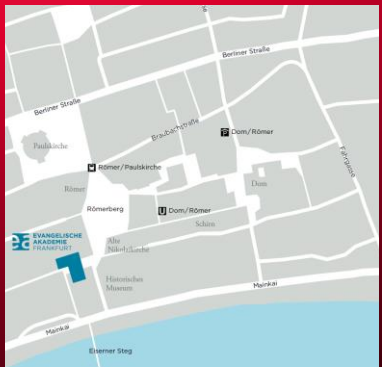 Berliner Straße
Berliner Straße
Braubachstraße
Fahrgasse
Paulskirche
P Dom/Römer
Römer/Paulskirche
Römer
Dom
Römerberg
U Dom/Römer
Schirn
ea EVANGELISCHE
AKADEMIE
FRANKFURT
Alte
Nikolaikirche
Historisches
Museum
Mainkai
Mainkai
Eiserner Steg